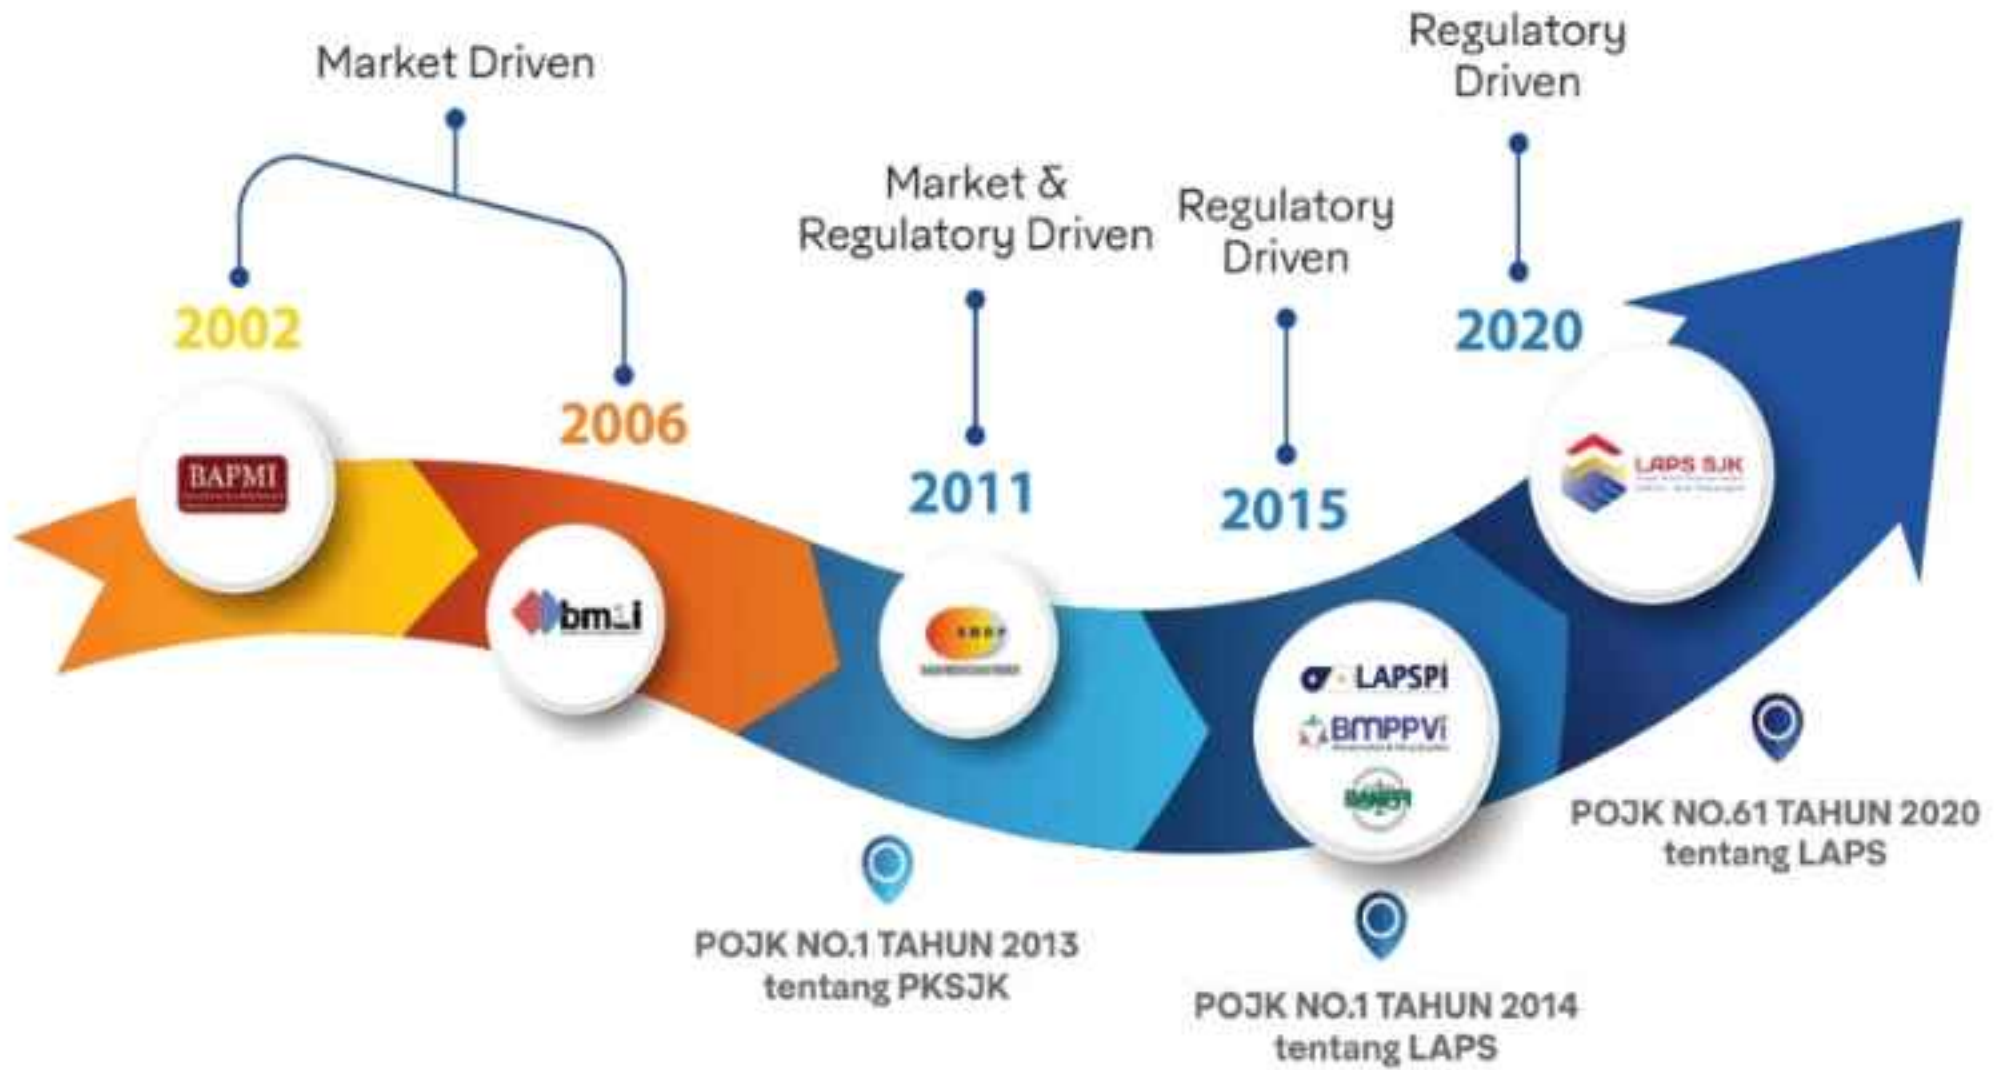 Market Driven
Regulatory
Driven
Market &
Regulatory Driven
Regulatory
Driven
2002
2006
2011
2015
2020
BAPMI
LAPS SJK
LAPSPI
BMPPVI
POJK NO.1 TAHUN 2013
tentang PKSJK
POJK NO.1 TAHUN 2014
tentang LAPS
POJK NO.61 TAHUN 2020
tentang LAPS